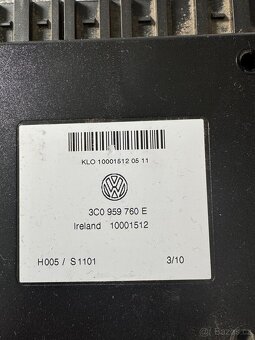 KLO 10001512 05 11
3C0 959 760 E
Ireland 10001512
H005 / S1101 3/10